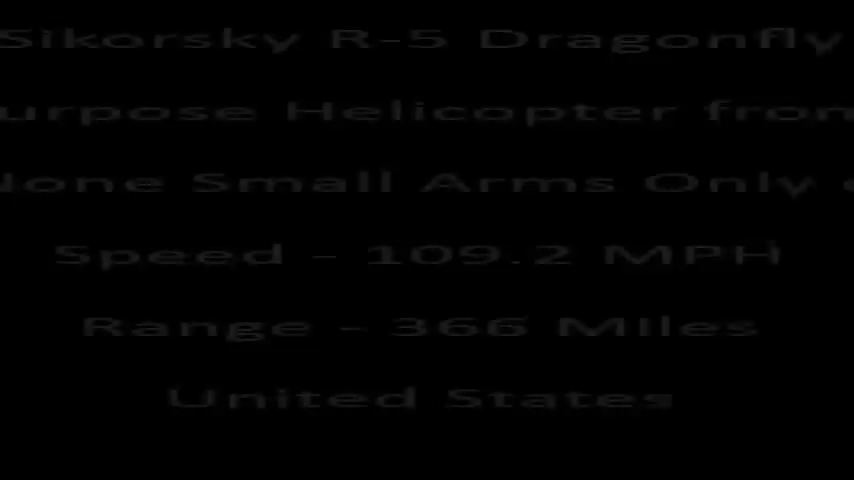 Sikorsky R-5 Dragonfly
urpose Helicopter from
None Small Arms Only
Speed - 109.2 MPH
Range - 366 Miles
United States